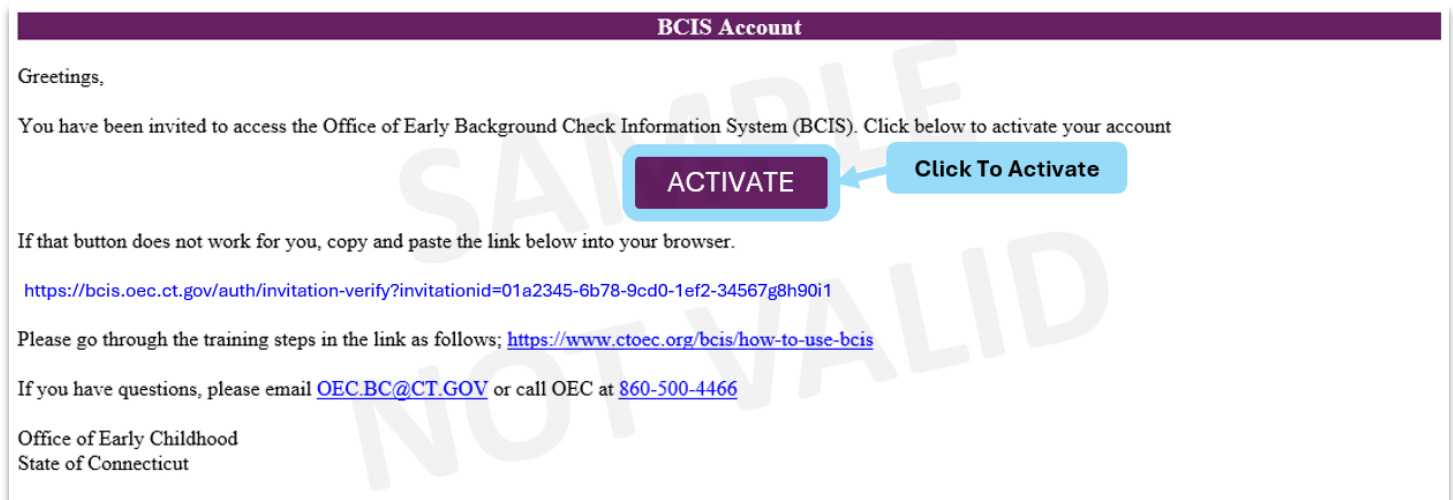 BCIS Account
Greetings,
You have been invited to access the Office of Early Background Check Information System (BCIS). Click below to activate your account
ACTIVATE
Click To Activate
If that button does not work for you, copy and paste the link below into your browser.
https://bcis.oec.ct.gov/auth/invitation-verify?invitationid=01a2345-6b78-9cd0-1ef2-34567g8h90i1
Please go through the training steps in the link as follows; https://www.ctoec.org/bcis/how-to-use-bcis
If you have questions, please email OEC.BC@CT.GOV or call OEC at 860-500-4466
Office of Early Childhood
State of Connecticut
SAMPLE
NOT VALID